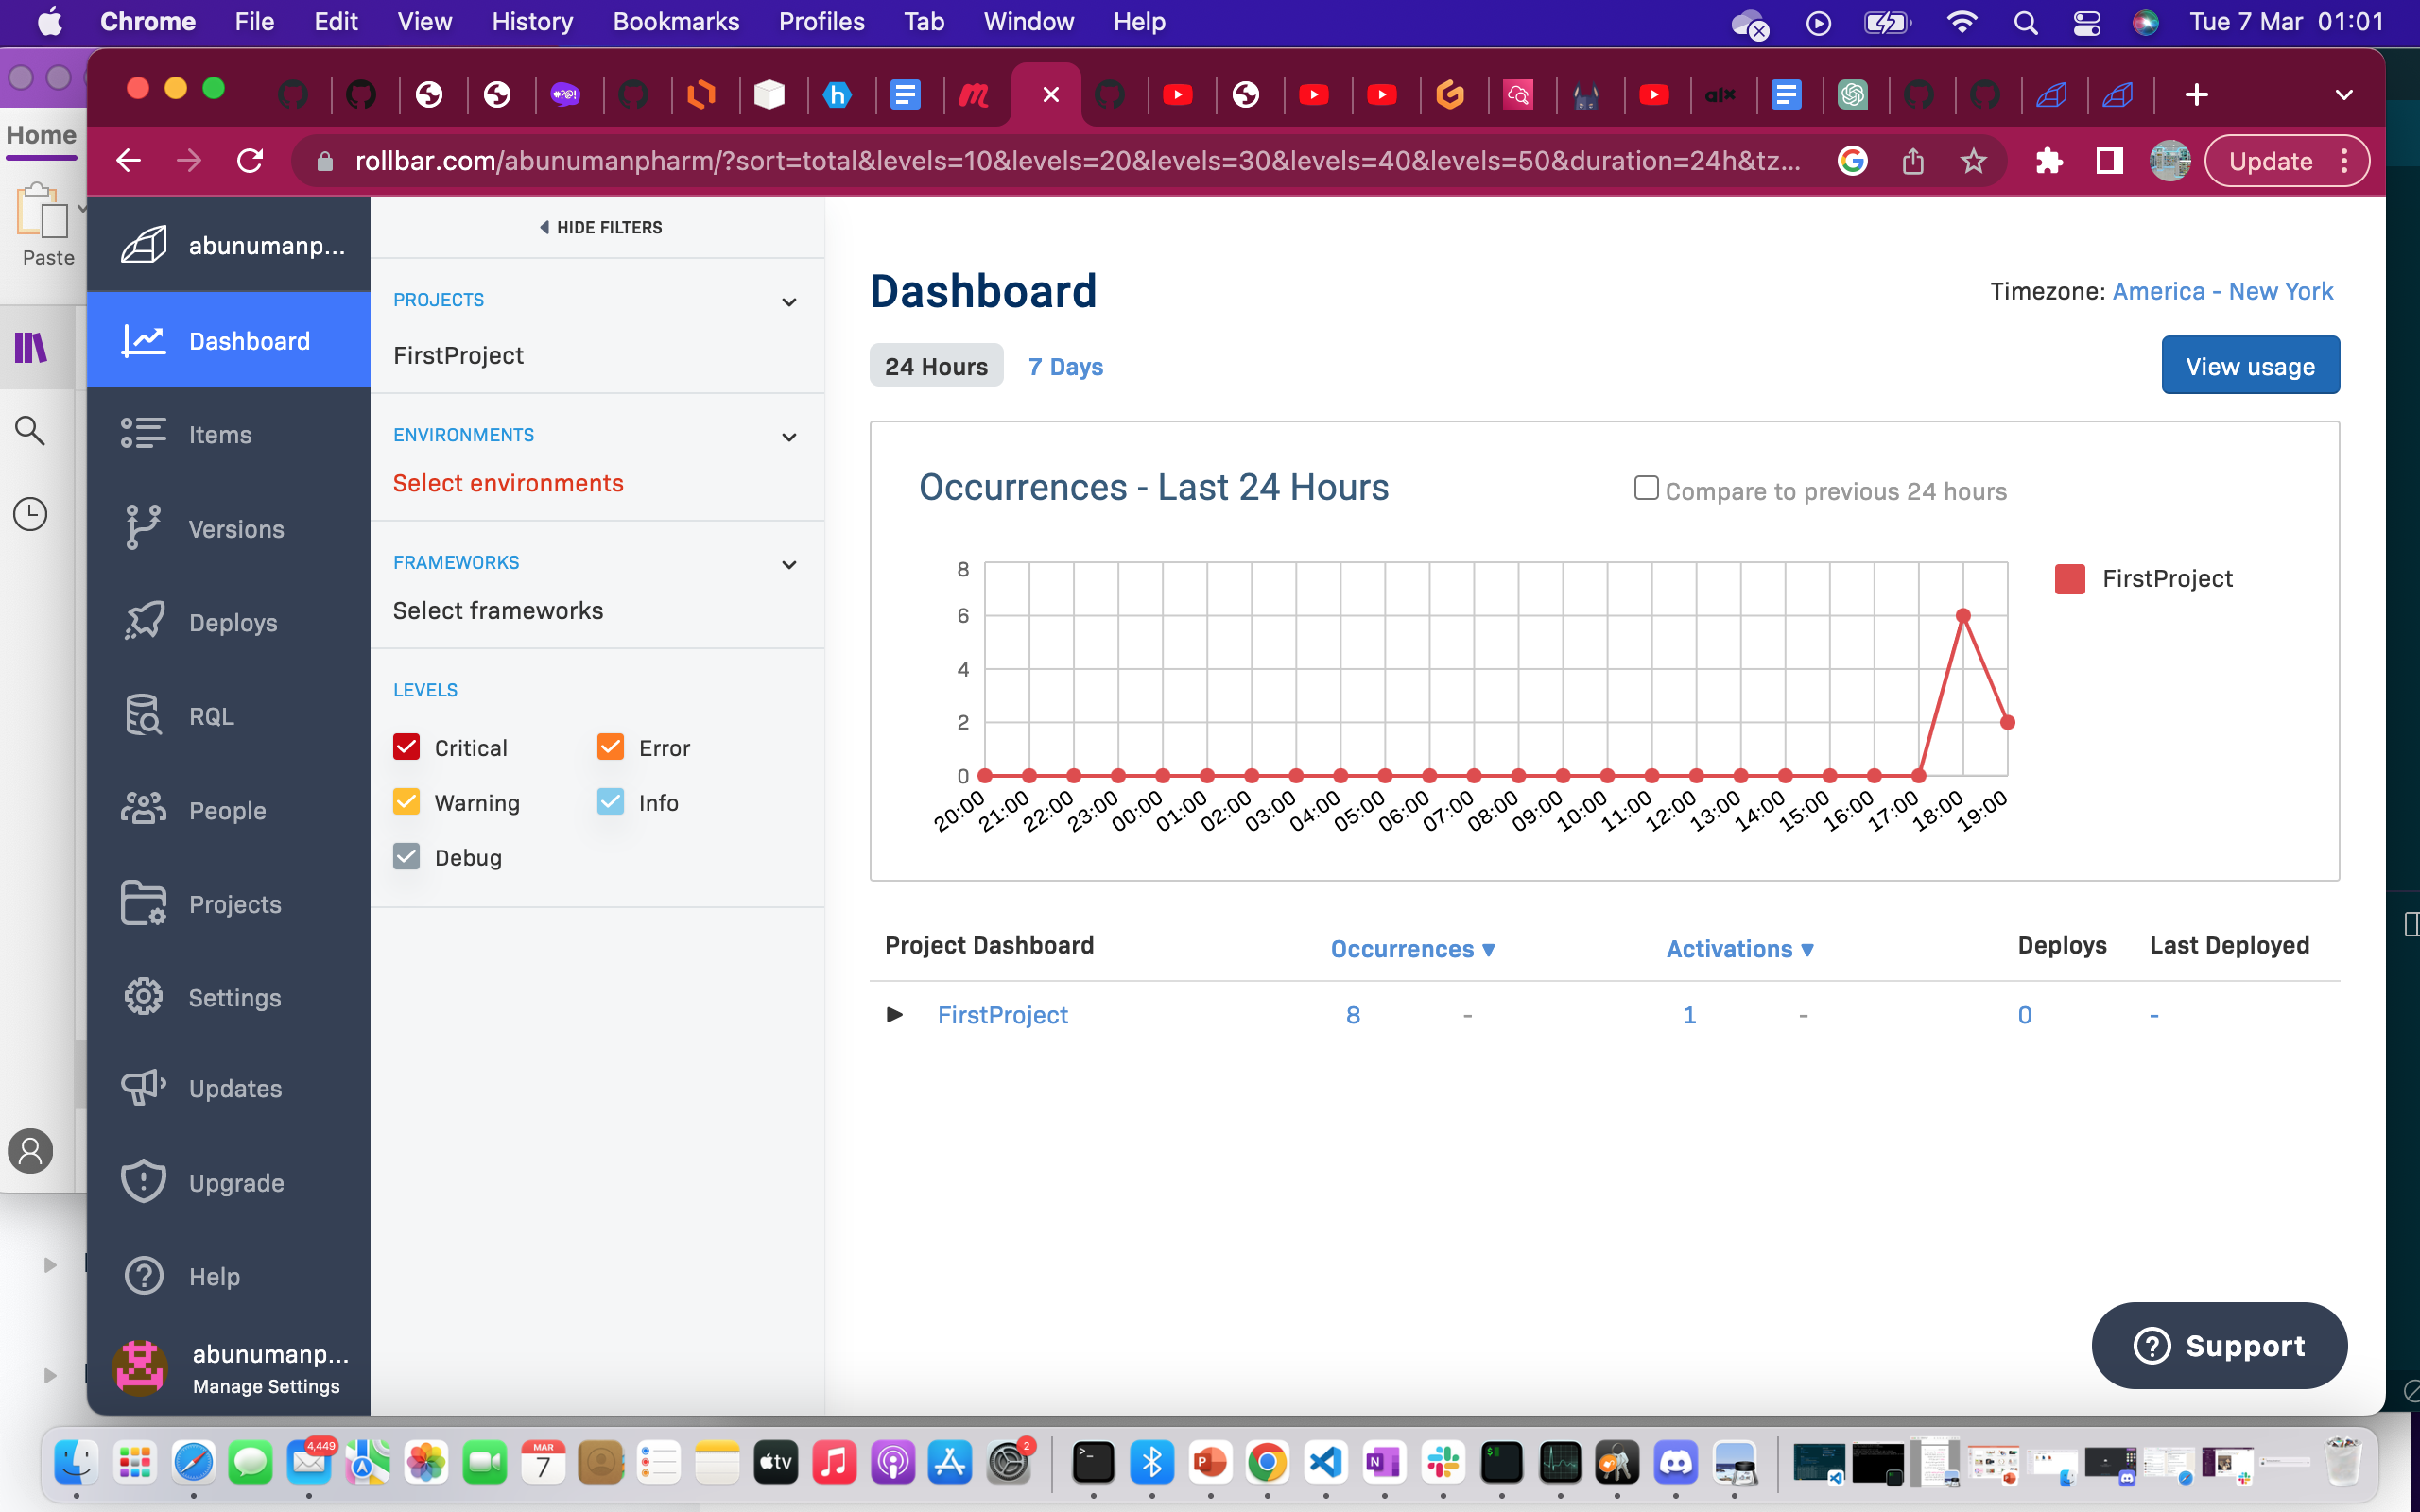 Chrome File Edit View History Bookmarks Profiles Tab Window Help Tue 7 Mar 01:01
alx
Home
rollbar.com/abunumanpharm/?sort=total&levels=10&levels=20&levels=30&levels=40&levels=50&duration=24h&tz...
Update
Paste
abunumanp...
Dashboard
Items
Versions
Deploys
RQL
People
Projects
Settings
Updates
Upgrade
Help
abunumanp...
Manage Settings
HIDE FILTERS
PROJECTS
FirstProject
ENVIRONMENTS
Select environments
FRAMEWORKS
Select frameworks
LEVELS
Critical Error
Warning Info
Debug
Dashboard
Timezone: America - New York
24 Hours 7 Days
View usage
Occurrences - Last 24 Hours
Compare to previous 24 hours
8
6
4
2
0
20:00 21:00 22:00 23:00 00:00 01:00 02:00 03:00 04:00 05:00 06:00 07:00 08:00 09:00 10:00 11:00 12:00 13:00 14:00 15:00 16:00 17:00 18:00 19:00
FirstProject
Project Dashboard Occurrences ▼ Activations ▼ Deploys Last Deployed
FirstProject 8 - 1 - 0 -
Support
4,449
MAR
7
tv
2